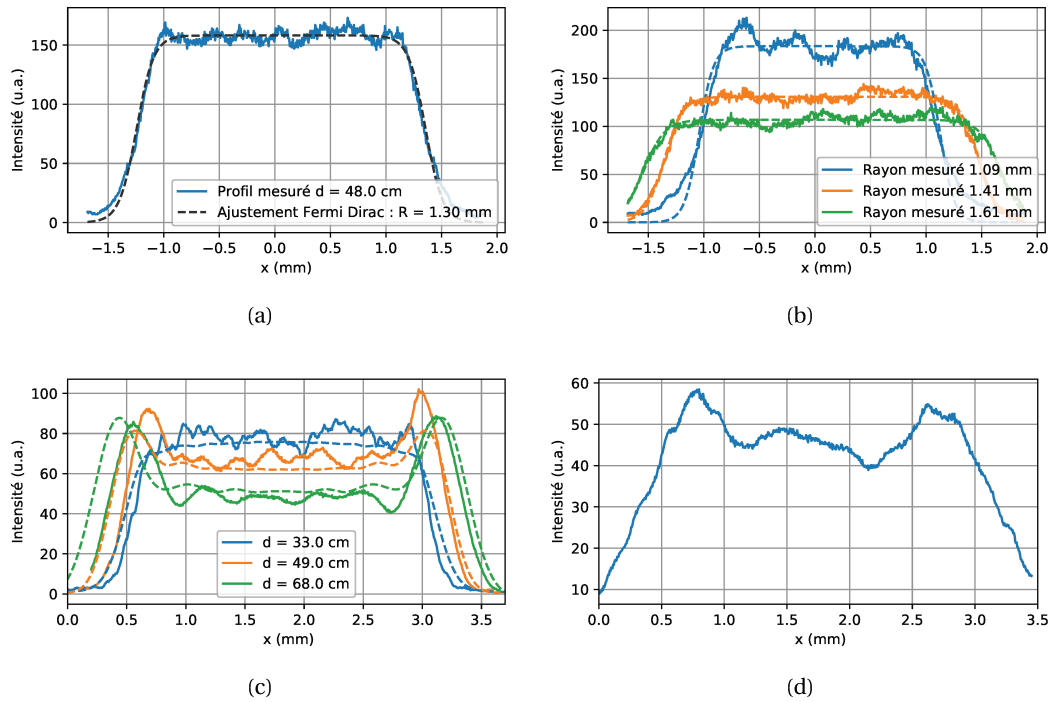 Intensité (u.a.)
150
100
50
0
Profil mesuré d = 48.0 cm
Ajustement Fermi Dirac : R = 1.30 mm
−1.5 −1.0 −0.5 0.0 0.5 1.0 1.5 2.0
x (mm)
(a)
Intensité (u.a.)
200
150
100
50
0
Rayon mesuré 1.09 mm
Rayon mesuré 1.41 mm
Rayon mesuré 1.61 mm
−1.5 −1.0 −0.5 0.0 0.5 1.0 1.5 2.0
x (mm)
(b)
Intensité (u.a.)
100
80
60
40
20
0
d = 33.0 cm
d = 49.0 cm
d = 68.0 cm
0.0 0.5 1.0 1.5 2.0 2.5 3.0 3.5
x (mm)
(c)
Intensité (u.a.)
60
50
40
30
20
10
0.0 0.5 1.0 1.5 2.0 2.5 3.0 3.5
x (mm)
(d)